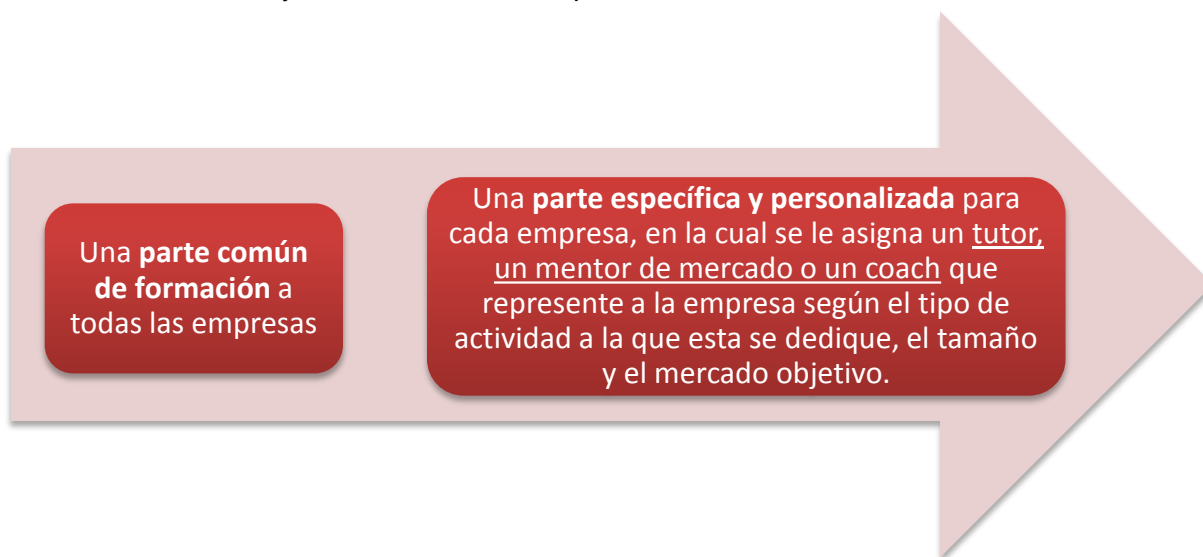 Una parte común
de formación a
todas las empresas
Una parte específica y personalizada para
cada empresa, en la cual se le asigna un tutor,
un mentor de mercado o un coach que
represente a la empresa según el tipo de
actividad a la que esta se dedique, el tamaño
y el mercado objetivo.